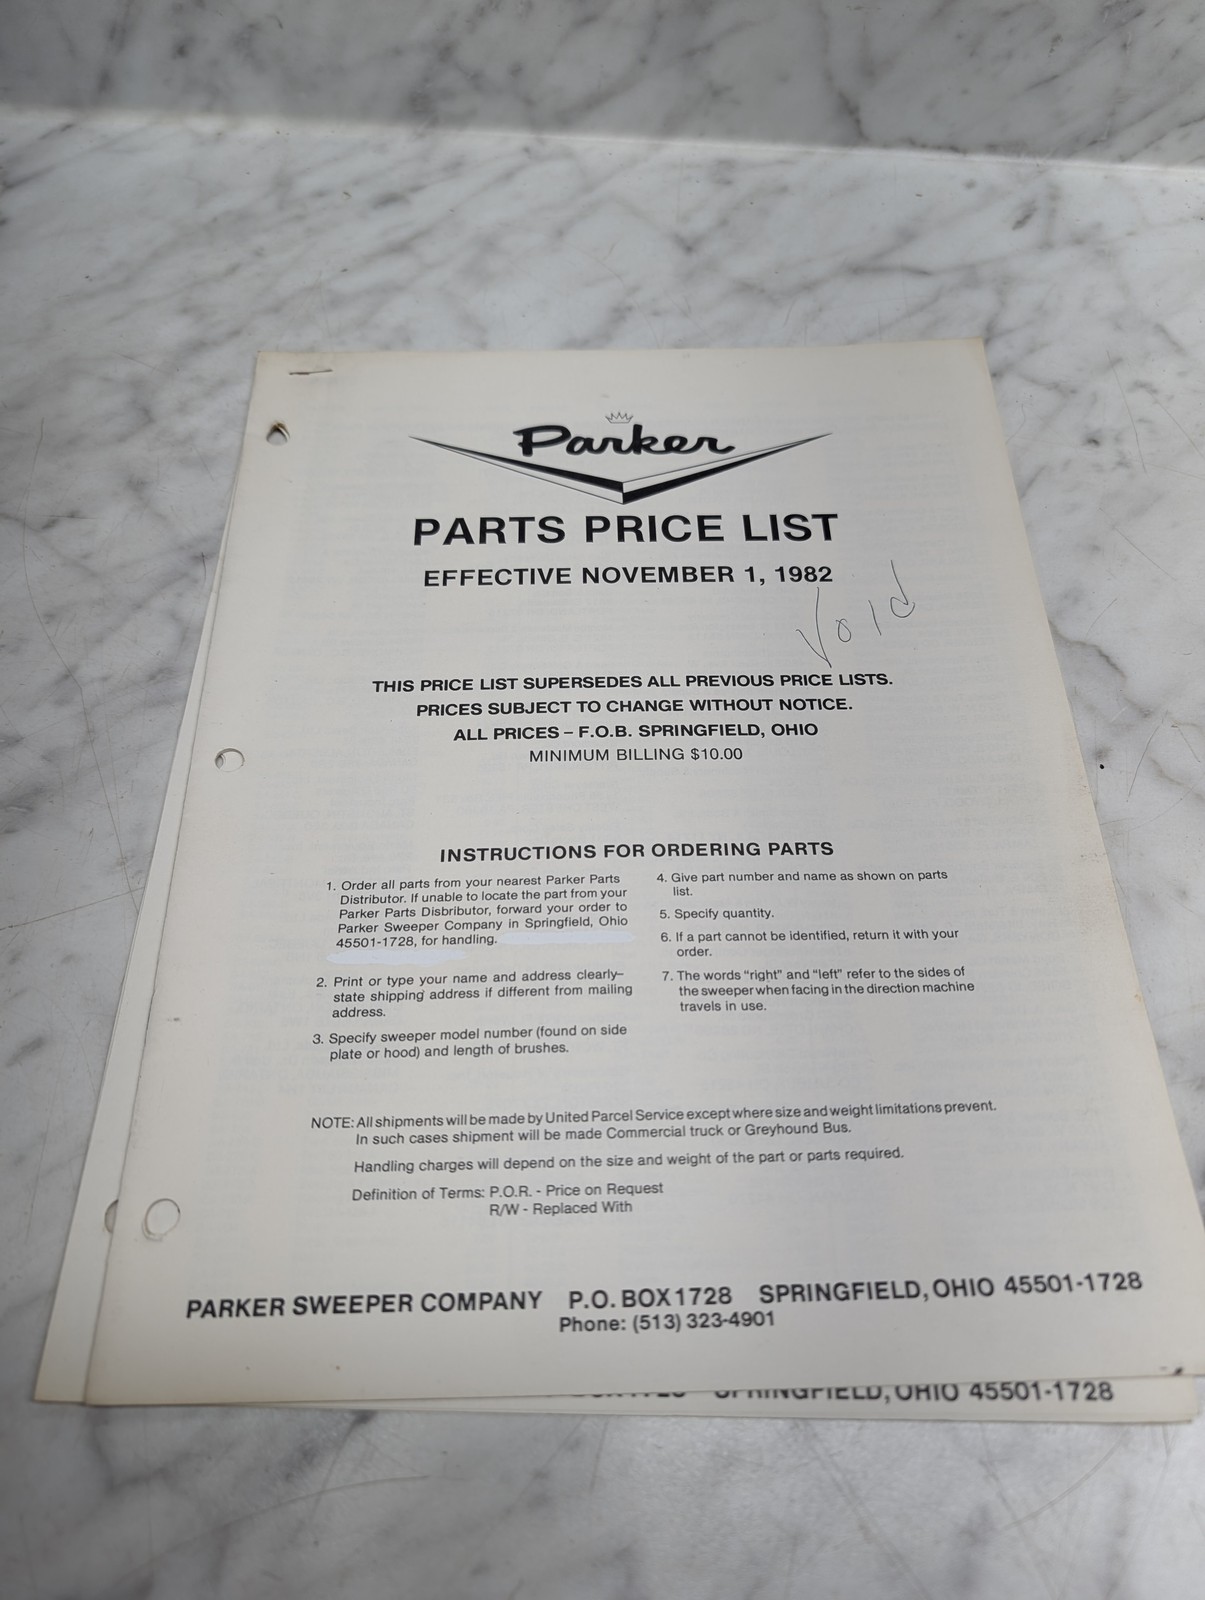 Parker
PARTS PRICE LIST
EFFECTIVE NOVEMBER 1, 1982
Void
THIS PRICE LIST SUPERSEDES ALL PREVIOUS PRICE LISTS.
PRICES SUBJECT TO CHANGE WITHOUT NOTICE.
ALL PRICES – F.O.B. SPRINGFIELD, OHIO
MINIMUM BILLING $10.00
INSTRUCTIONS FOR ORDERING PARTS
1. Order all parts from your nearest Parker Parts
Distributor. If unable to locate the part from your
Parker Parts Disbributor, forward your order to
Parker Sweeper Company in Springfield, Ohio
45501-1728, for handling.
2. Print or type your name and address clearly–
state shipping address if different from mailing
address.
3. Specify sweeper model number (found on side
plate or hood) and length of brushes.
4. Give part number and name as shown on parts
list.
5. Specify quantity.
6. If a part cannot be identified, return it with your
order.
7. The words "right" and "left" refer to the sides of
the sweeper when facing in the direction machine
travels in use.
NOTE: All shipments will be made by United Parcel Service except where size and weight limitations prevent.
In such cases shipment will be made Commercial truck or Greyhound Bus.
Handling charges will depend on the size and weight of the part or parts required.
Definition of Terms: P.O.R. - Price on Request
R/W - Replaced With
PARKER SWEEPER COMPANY P.O. BOX 1728 SPRINGFIELD, OHIO 45501-1728
Phone: (513) 323-4901
SPRINGFIELD, OHIO 45501-1728